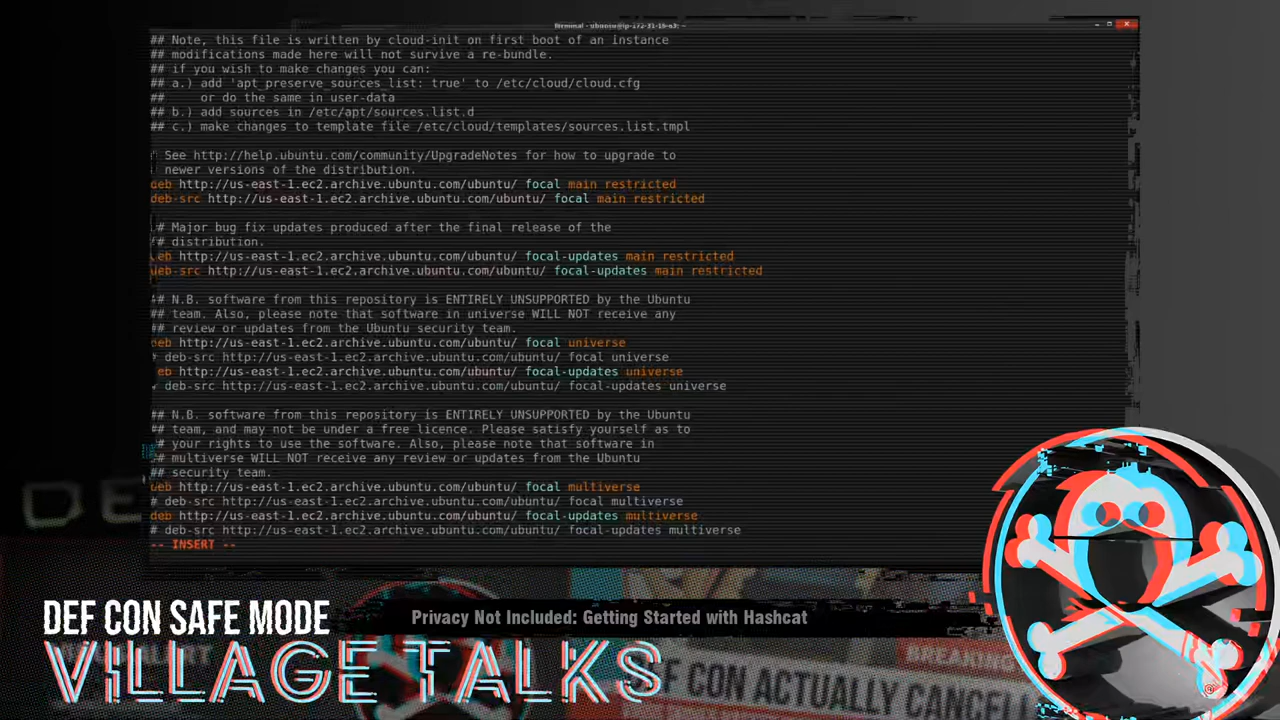 Terminal - ubuntu@ip-172-31-16-63: ~
## Note, this file is written by cloud-init on first boot of an instance
## modifications made here will not survive a re-bundle.
## if you wish to make changes you can:
## a.) add 'apt_preserve_sources_list: true' to /etc/cloud/cloud.cfg
##     or do the same in user-data
## b.) add sources in /etc/apt/sources.list.d
## c.) make changes to template file /etc/cloud/templates/sources.list.tmpl
# See http://help.ubuntu.com/community/UpgradeNotes for how to upgrade to
newer versions of the distribution.
deb http://us-east-1.ec2.archive.ubuntu.com/ubuntu/ focal main restricted
deb-src http://us-east-1.ec2.archive.ubuntu.com/ubuntu/ focal main restricted
## Major bug fix updates produced after the final release of the
## distribution.
deb http://us-east-1.ec2.archive.ubuntu.com/ubuntu/ focal-updates main restricted
deb-src http://us-east-1.ec2.archive.ubuntu.com/ubuntu/ focal-updates main restricted
## N.B. software from this repository is ENTIRELY UNSUPPORTED by the Ubuntu
## team. Also, please note that software in universe WILL NOT receive any
## review or updates from the Ubuntu security team.
deb http://us-east-1.ec2.archive.ubuntu.com/ubuntu/ focal universe
# deb-src http://us-east-1.ec2.archive.ubuntu.com/ubuntu/ focal universe
deb http://us-east-1.ec2.archive.ubuntu.com/ubuntu/ focal-updates universe
# deb-src http://us-east-1.ec2.archive.ubuntu.com/ubuntu/ focal-updates universe
## N.B. software from this repository is ENTIRELY UNSUPPORTED by the Ubuntu
## team, and may not be under a free licence. Please satisfy yourself as to
## your rights to use the software. Also, please note that software in
## multiverse WILL NOT receive any review or updates from the Ubuntu
## security team.
deb http://us-east-1.ec2.archive.ubuntu.com/ubuntu/ focal multiverse
# deb-src http://us-east-1.ec2.archive.ubuntu.com/ubuntu/ focal multiverse
deb http://us-east-1.ec2.archive.ubuntu.com/ubuntu/ focal-updates multiverse
# deb-src http://us-east-1.ec2.archive.ubuntu.com/ubuntu/ focal-updates multiverse
-- INSERT --
DEF CON SAFE MODE
VILLAGE TALKS
Privacy Not Included: Getting Started with Hashcat
DEF CON ACTUALLY CANCEL